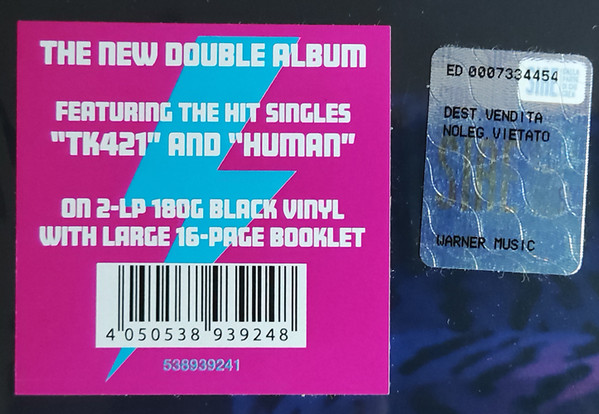 THE NEW DOUBLE ALBUM
FEATURING THE HIT SINGLES
"TK421" AND "HUMAN"
ON 2-LP 180G BLACK VINYL
WITH LARGE 16-PAGE BOOKLET
4 050538 939248
538939241
ED 0007334454
SIAE
DEST.VENDITA
NOLEG.VIETATO
WARNER MUSIC